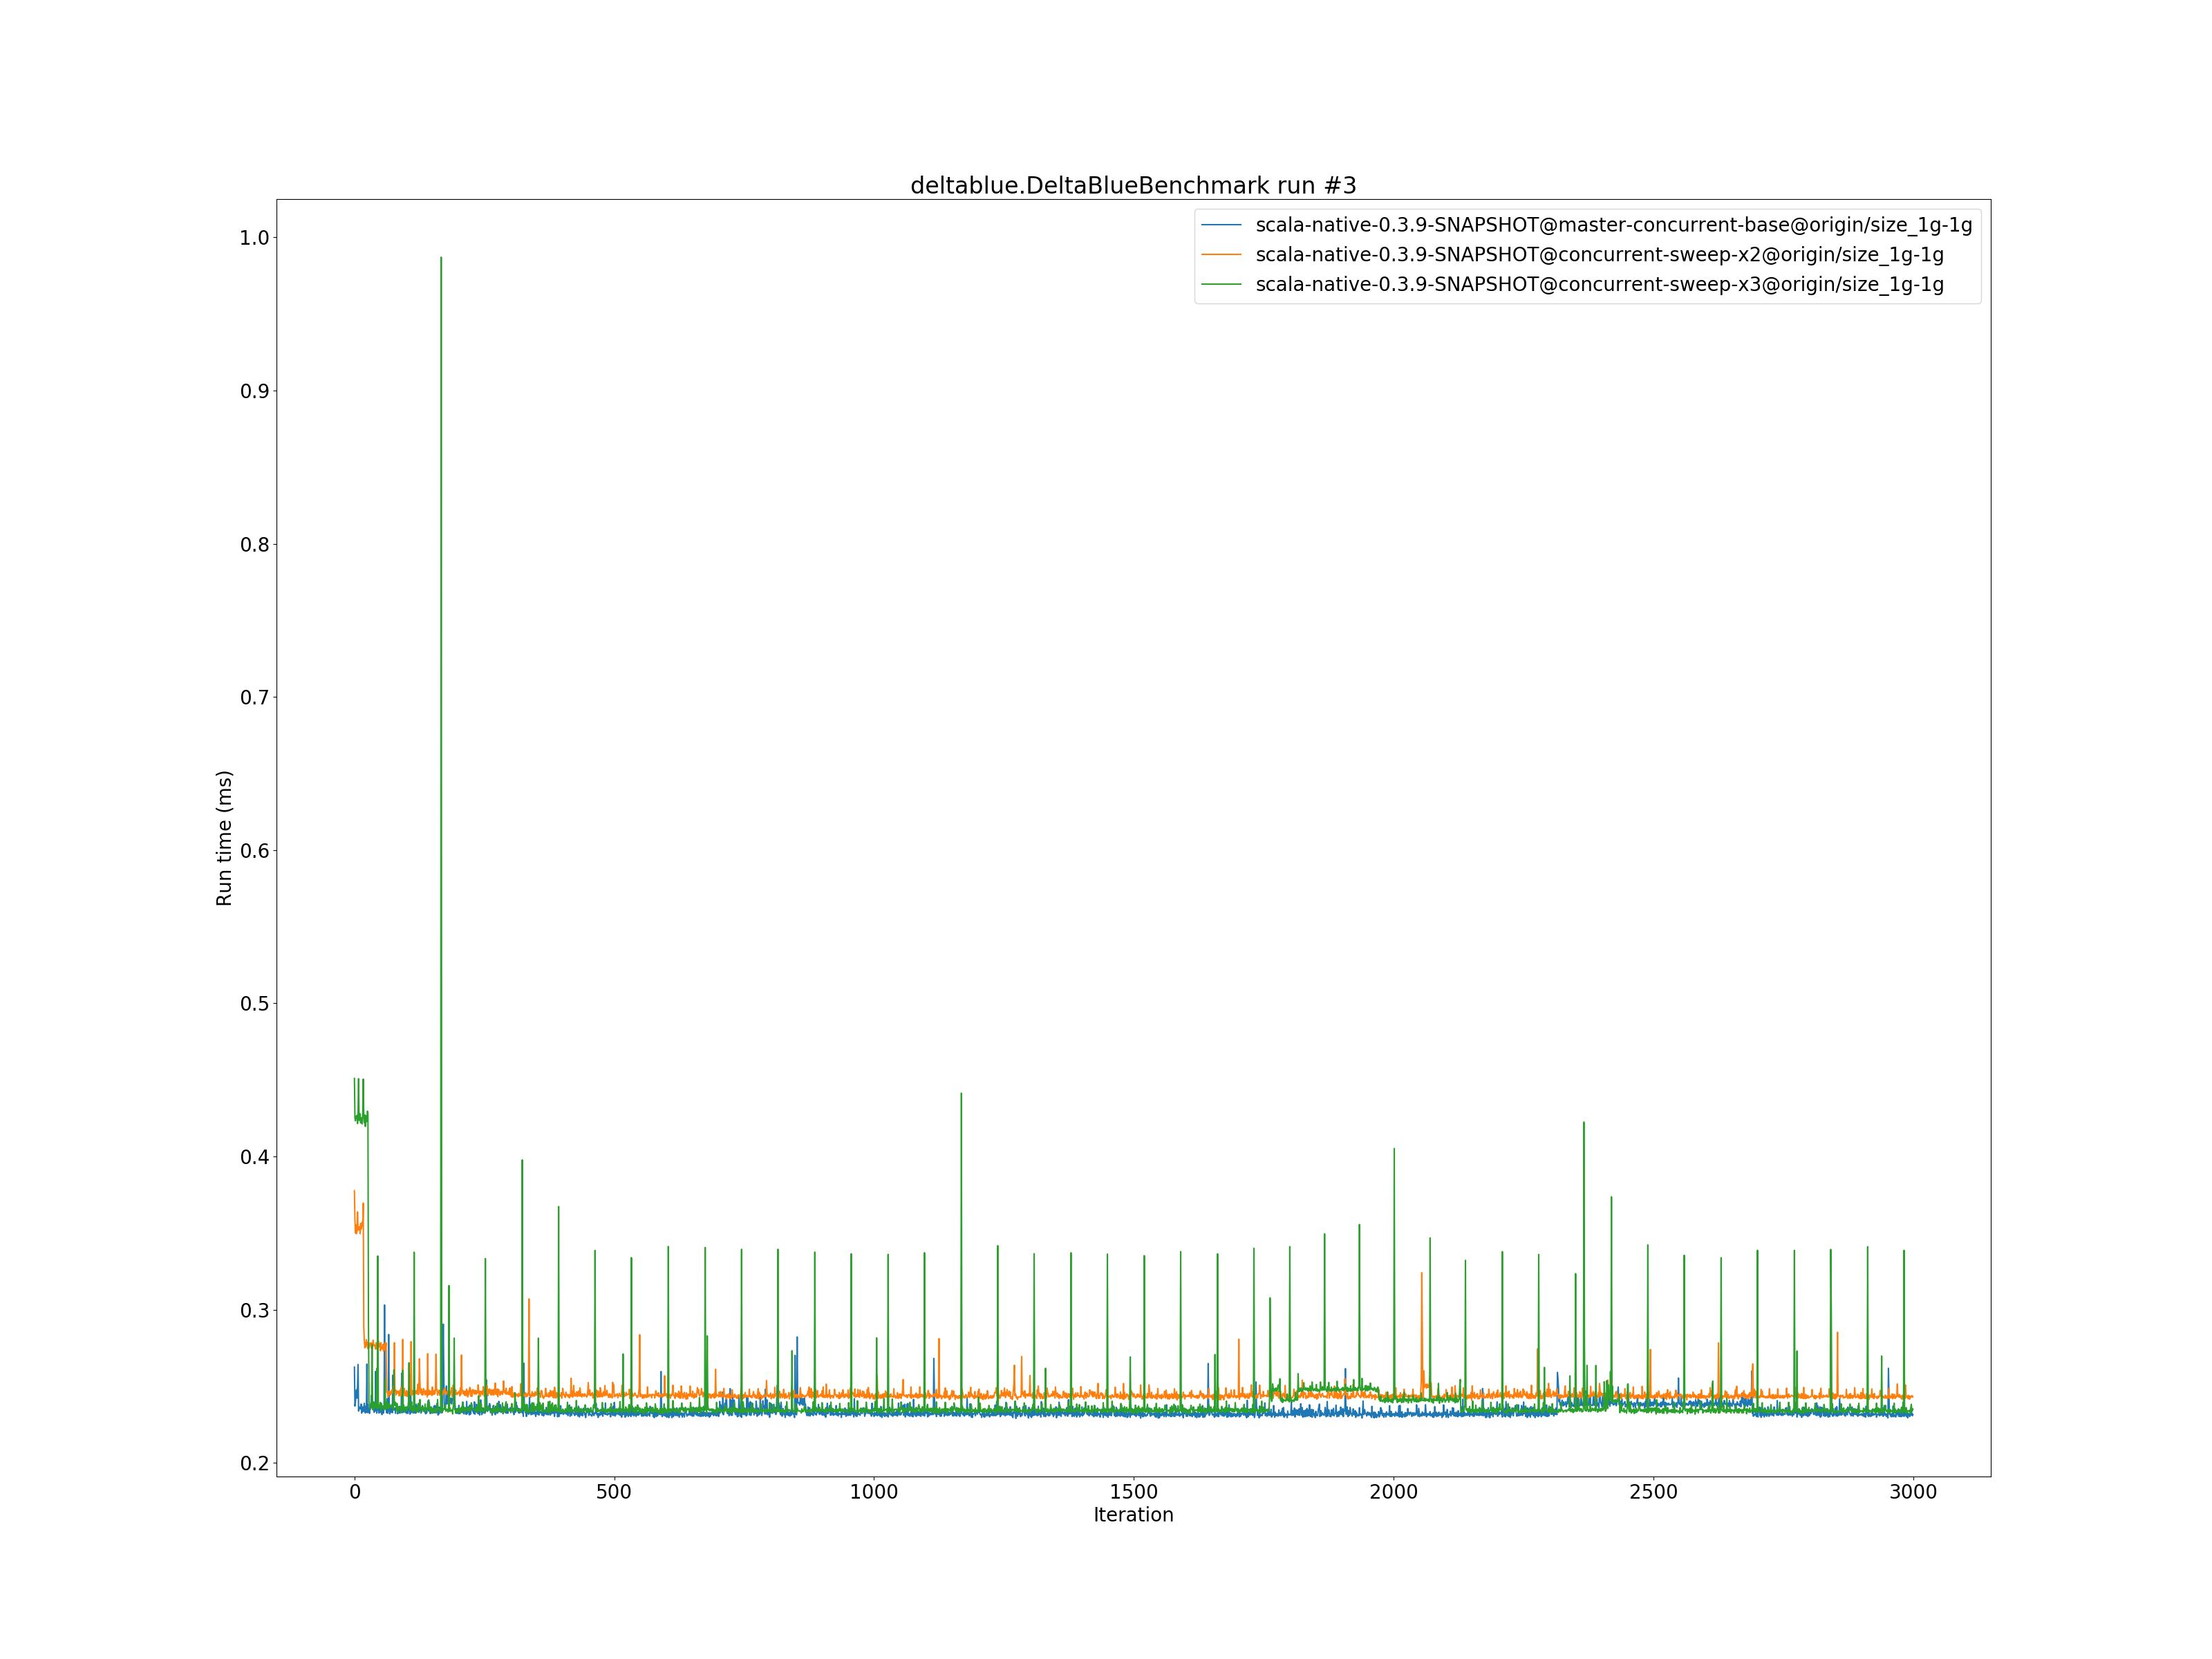 deltablue.DeltaBlueBenchmark run #3
scala-native-0.3.9-SNAPSHOT@master-concurrent-base@origin/size_1g-1g
scala-native-0.3.9-SNAPSHOT@concurrent-sweep-x2@origin/size_1g-1g
scala-native-0.3.9-SNAPSHOT@concurrent-sweep-x3@origin/size_1g-1g
1.0
0.9
0.8
0.7
0.6
0.5
0.4
0.3
0.2
Run time (ms)
0 500 1000 1500 2000 2500 3000
Iteration